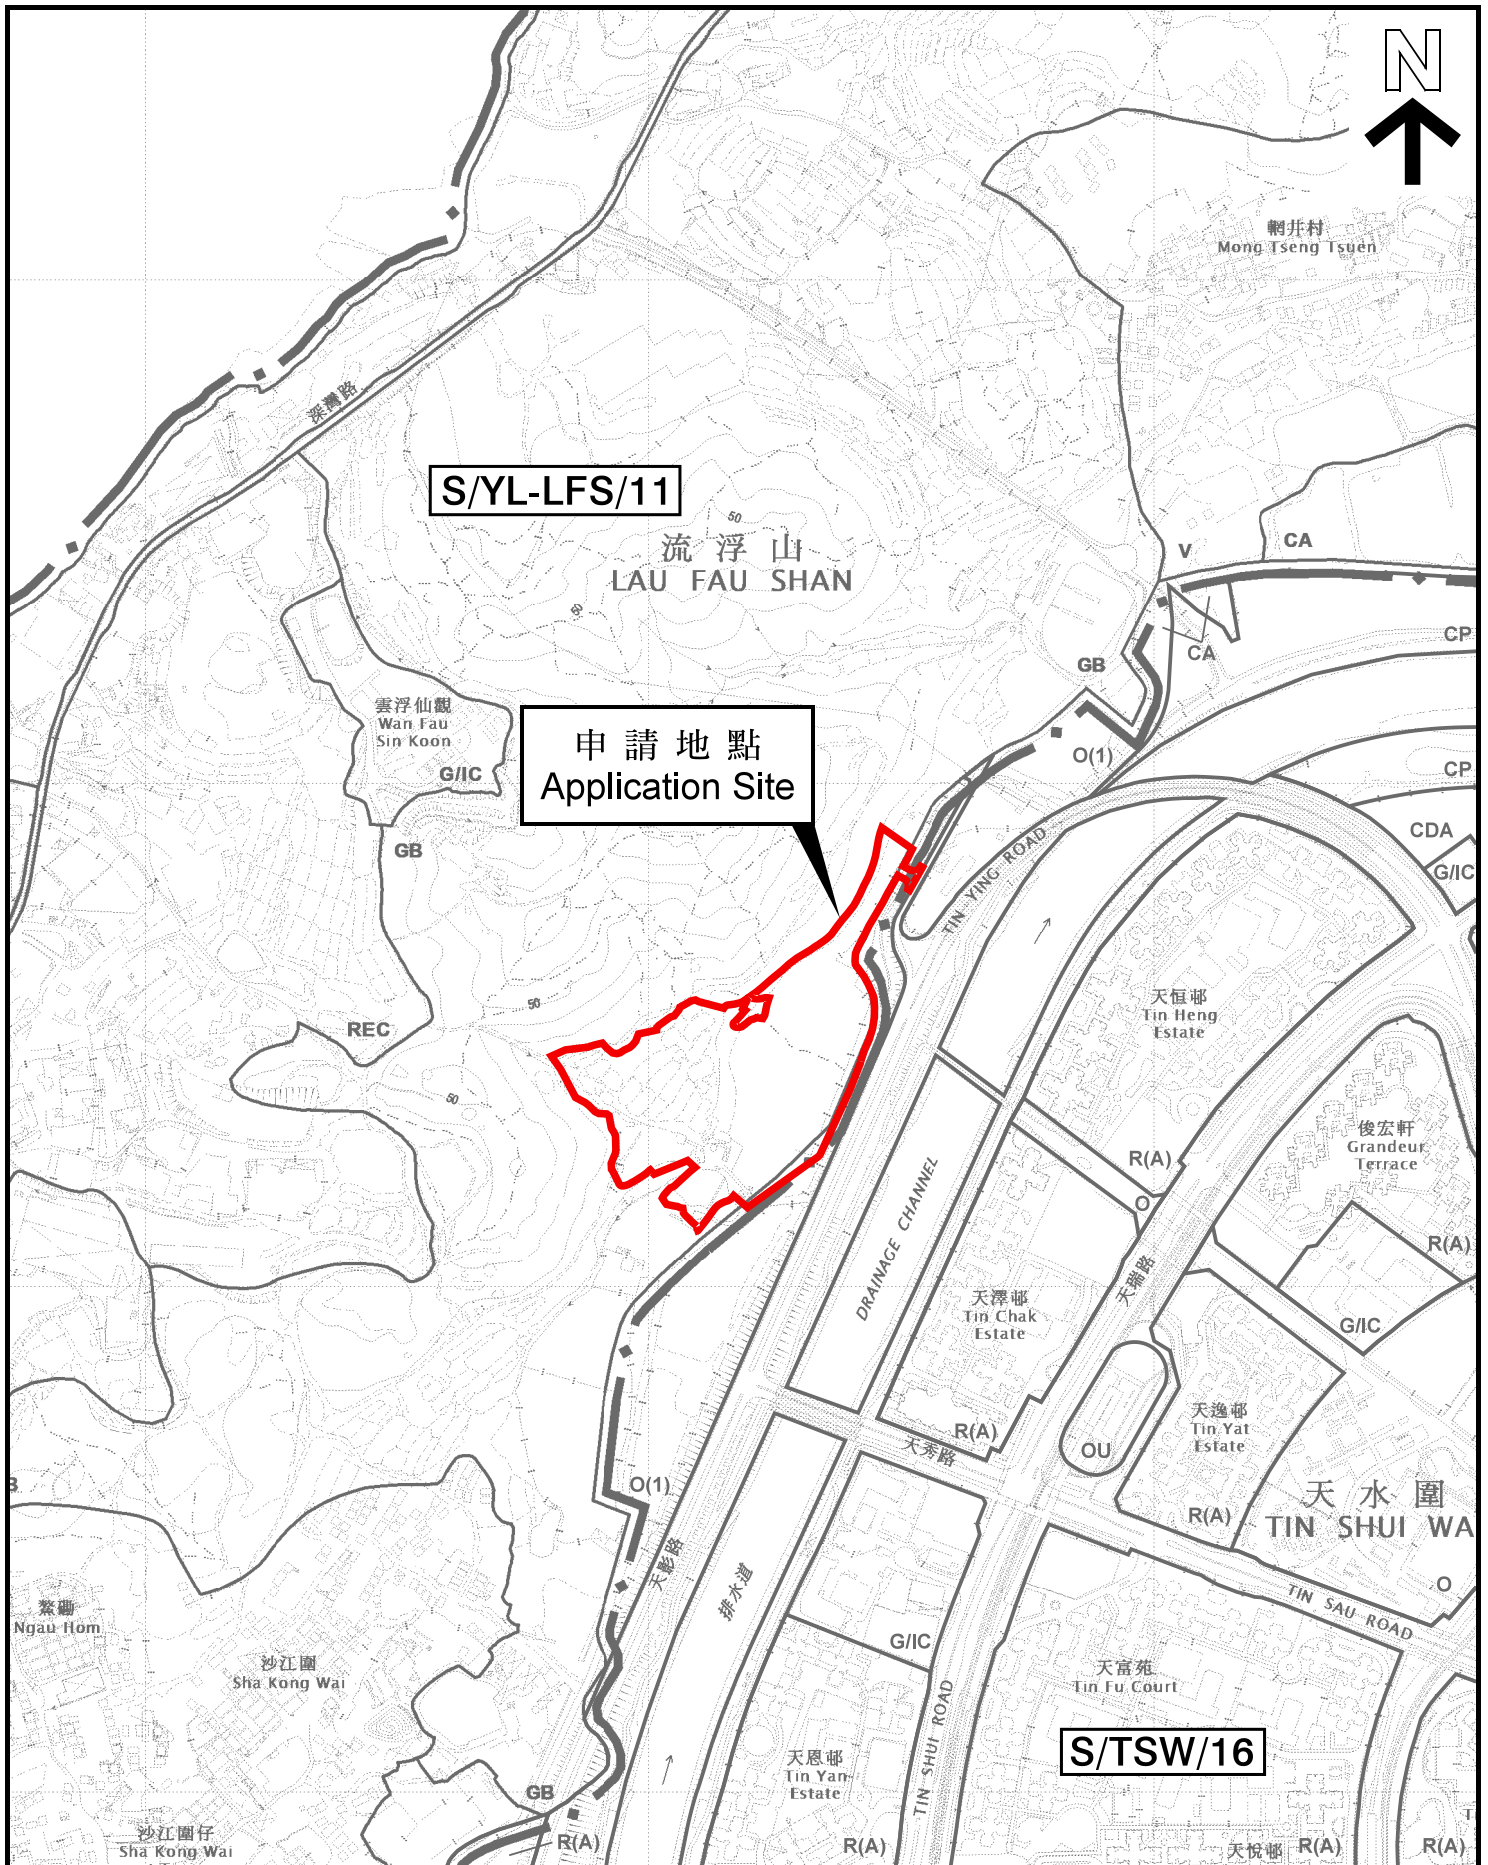 N
網井村
Mong Tseng Tsuen
深灣路
S/YL-LFS/11
50
流浮山
LAU FAU SHAN
50
V
CA
CP
CA
GB
雲浮仙觀
Wan Fau
Sin Koon
G/IC
申請地點
Application Site
O(1)
CP
CDA
G/IC
GB
TIN YING ROAD
天恒邨
Tin Heng
Estate
50
REC
50
俊宏軒
Grandeur
Terrace
R(A)
O
R(A)
DRAINAGE CHANNEL
天瑞路
天澤邨
Tin Chak
Estate
G/IC
天逸邨
Tin Yat
Estate
R(A)
天秀路
OU
O(1)
R(A)
天水圍
TIN SHUI WA
天影路
排水道
O
TIN SAU ROAD
鰲磡
Ngau Hom
沙江圍
Sha Kong Wai
G/IC
天富苑
Tin Fu Court
TIN SHUI ROAD
S/TSW/16
天恩邨
Tin Yan
Estate
GB
沙江圍仔
Sha Kong Wai
R(A)
R(A)
天悅邨
R(A)
R(A)